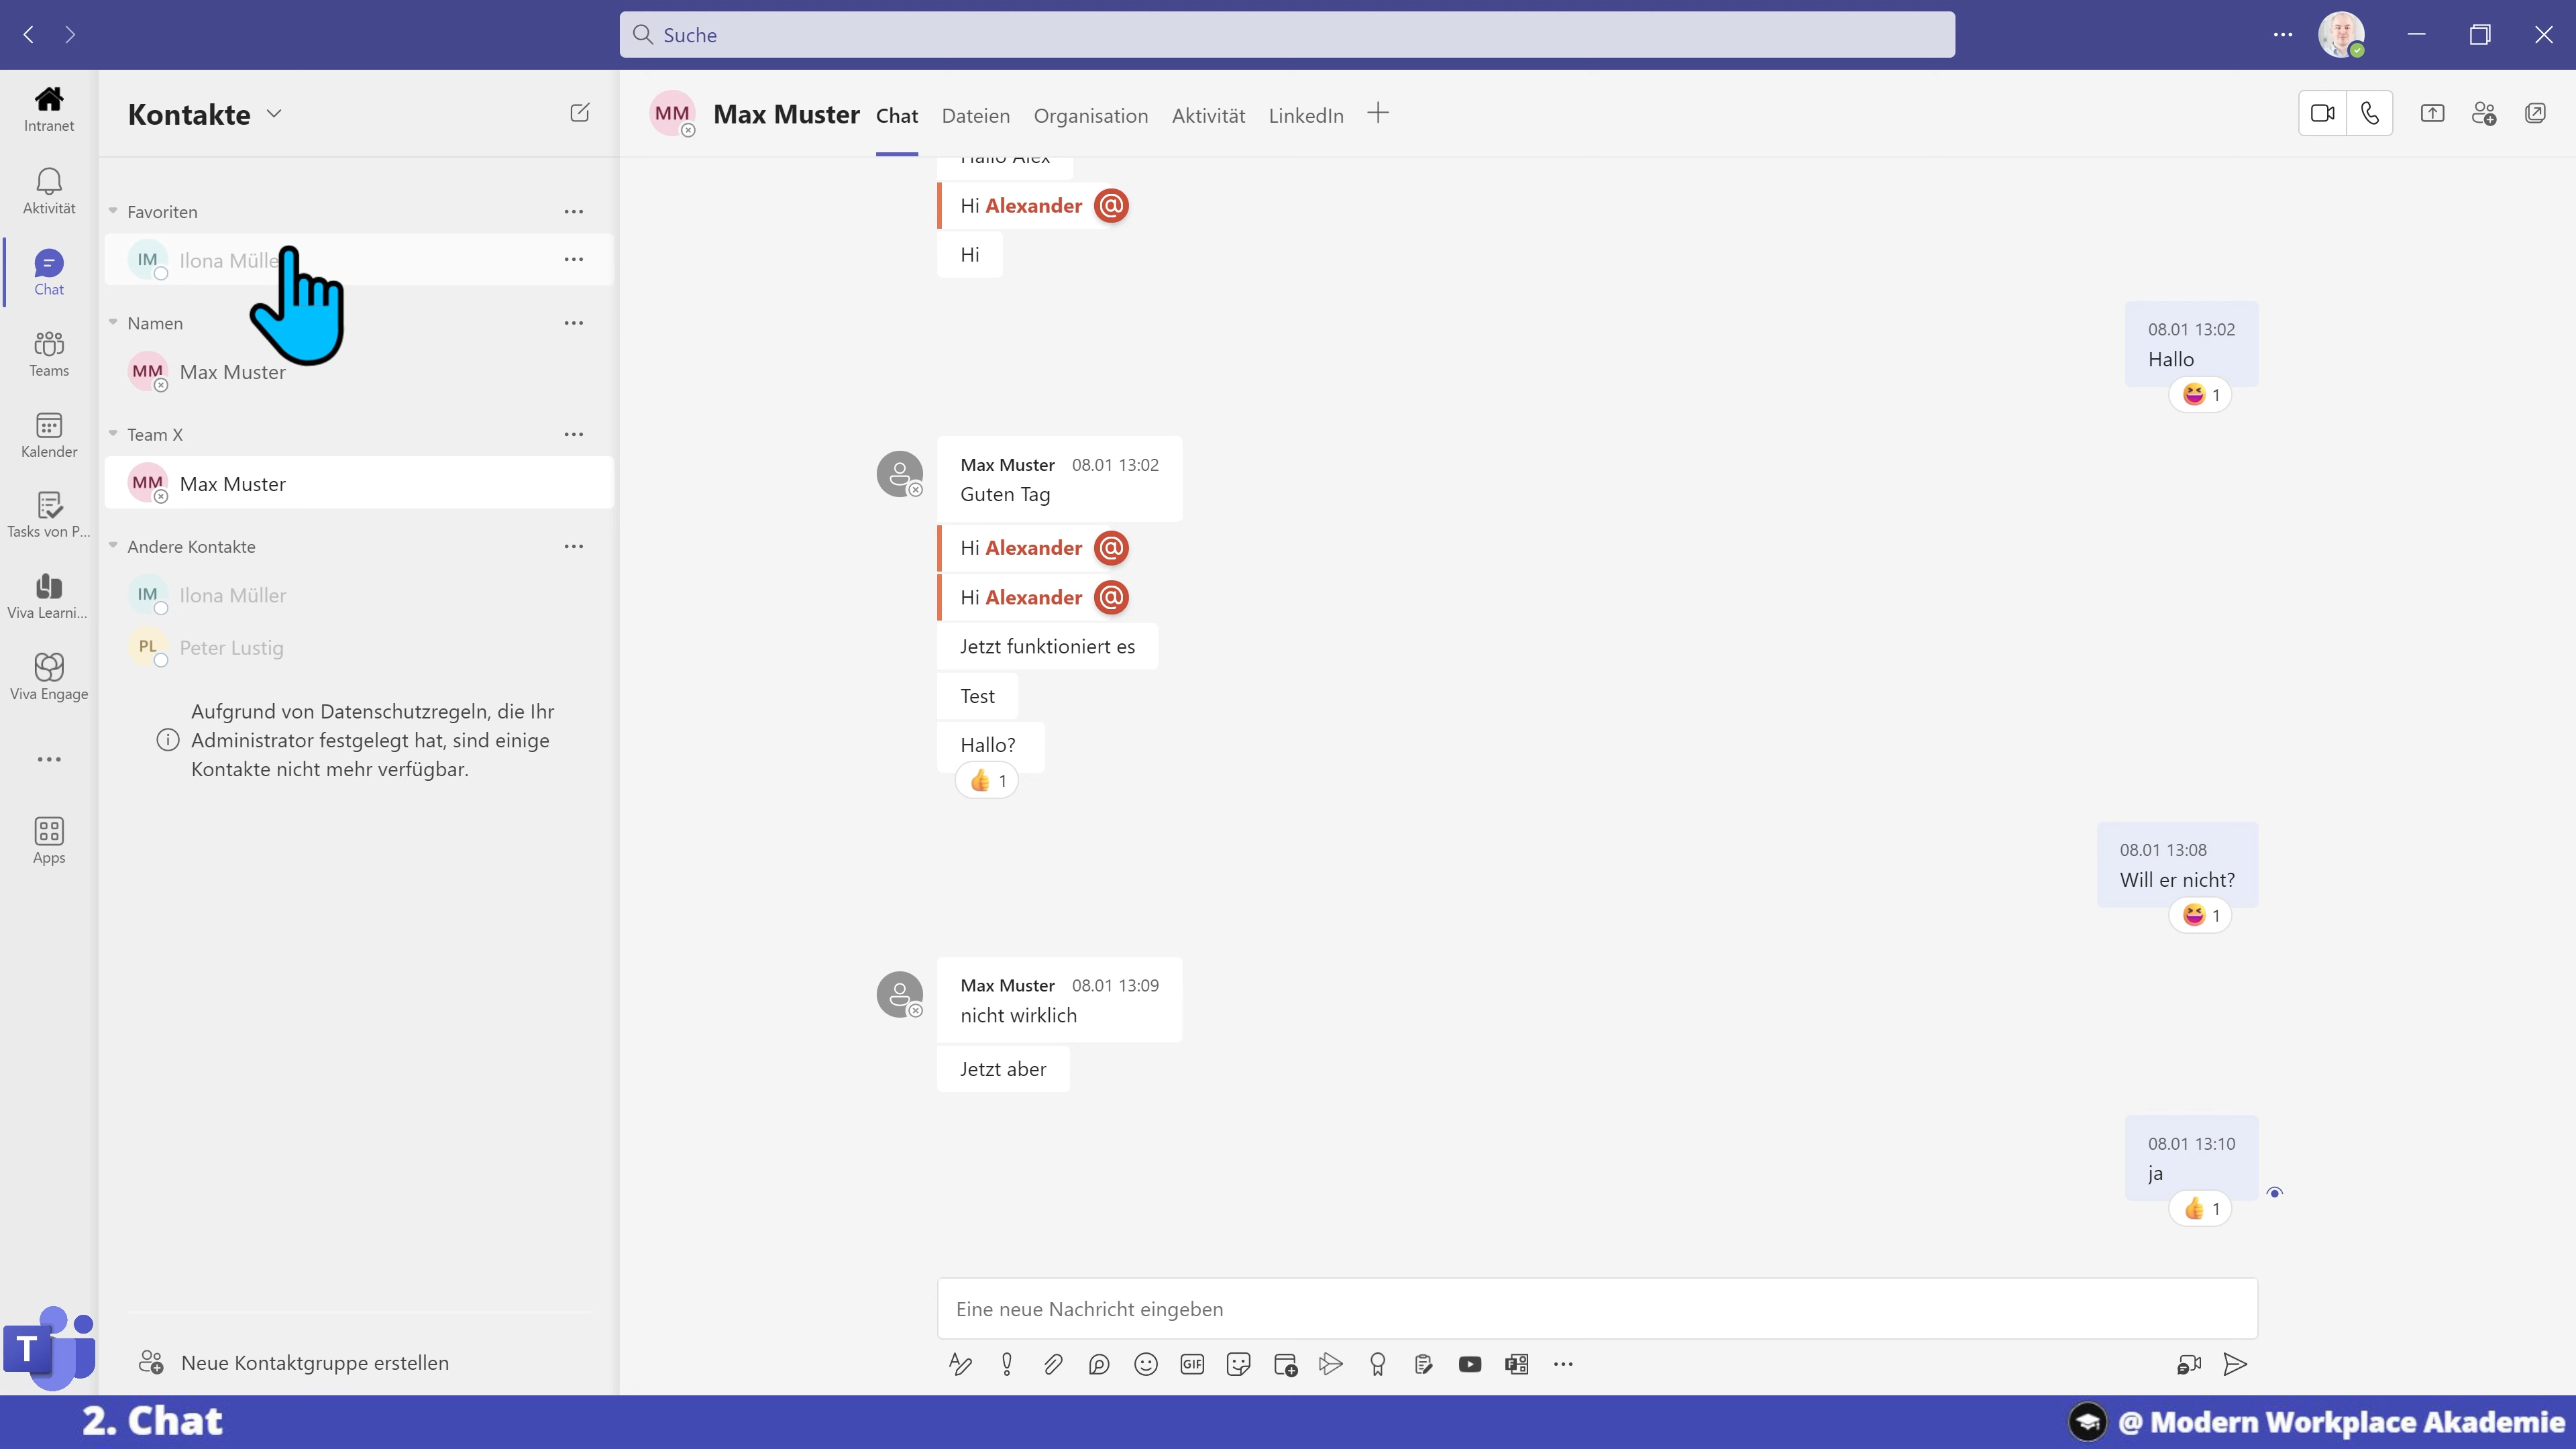 Suche
Intranet
Aktivität
Chat
Teams
Kalender
Tasks von P...
Viva Learni...
Viva Engage
Apps
T
Kontakte
Favoriten
IM Ilona Mülle
Namen
MM Max Muster
Team X
MM Max Muster
Andere Kontakte
IM Ilona Müller
PL Peter Lustig
Aufgrund von Datenschutzregeln, die Ihr
Administrator festgelegt hat, sind einige
Kontakte nicht mehr verfügbar.
Neue Kontaktgruppe erstellen
MM Max Muster Chat Dateien Organisation Aktivität LinkedIn
Hallo Alex
Hi Alexander @
Hi
08.01 13:02
Hallo
1
Max Muster 08.01 13:02
Guten Tag
Hi Alexander @
Hi Alexander @
Jetzt funktioniert es
Test
Hallo?
1
08.01 13:08
Will er nicht?
1
Max Muster 08.01 13:09
nicht wirklich
Jetzt aber
08.01 13:10
ja
1
Eine neue Nachricht eingeben
GIF
2. Chat
@ Modern Workplace Akademie